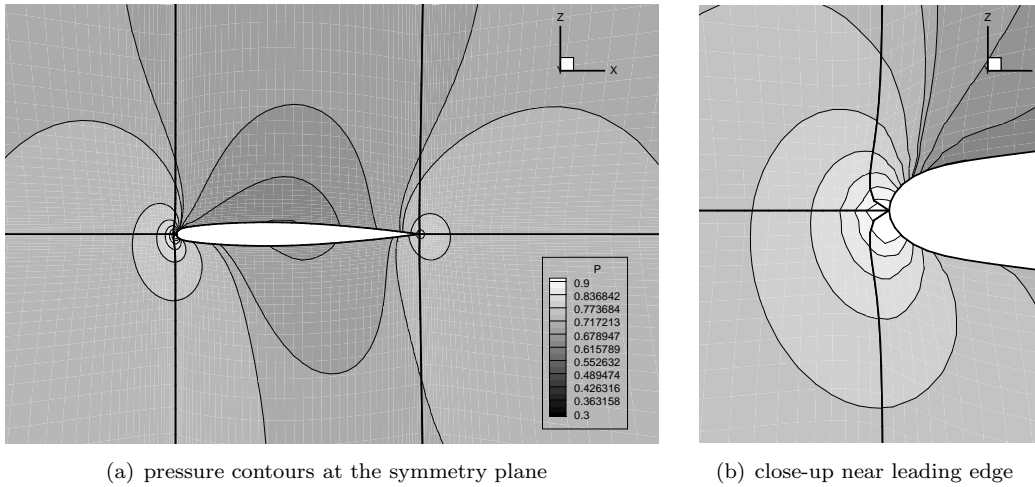 Z
Y
X
P
0.9
0.836842
0.773684
0.717213
0.678947
0.615789
0.552632
0.489474
0.426316
0.363158
0.3
Z
(a) pressure contours at the symmetry plane
(b) close-up near leading edge